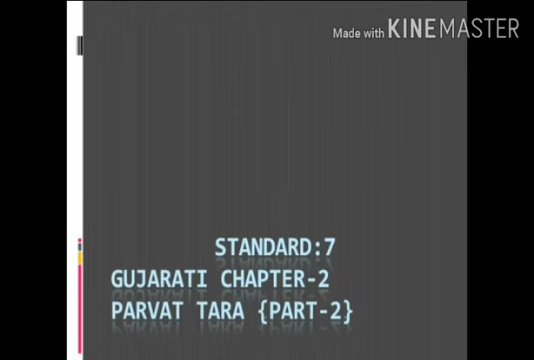 Made with KINEMASTER
STANDARD:7
GUJARATI CHAPTER-2
PARVAT TARA {PART-2}